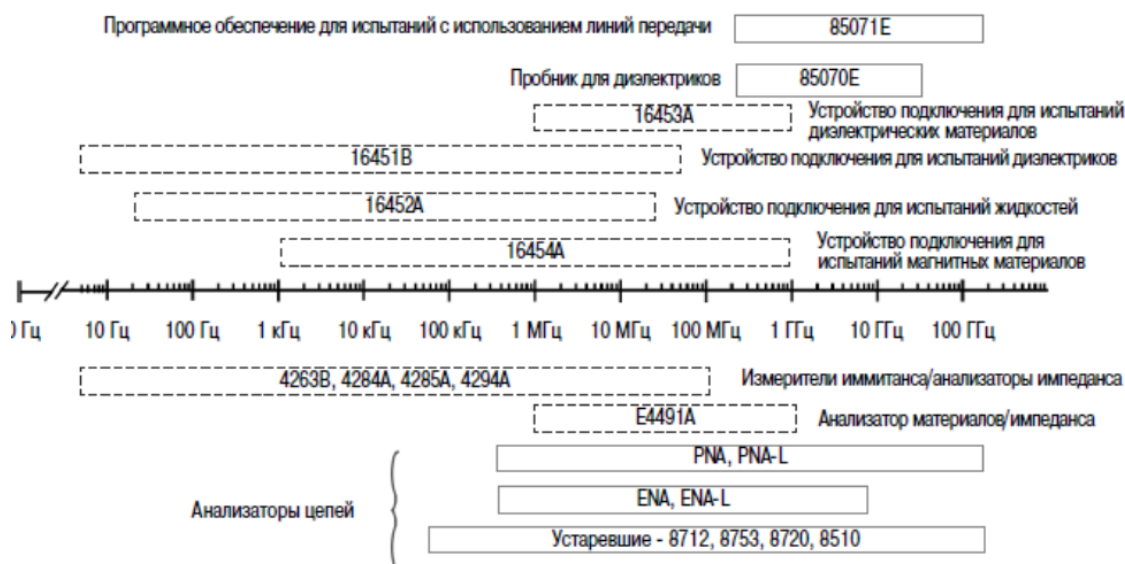 Программное обеспечение для испытаний с использованием линий передачи 85071E
Пробник для диэлектриков 85070E
16453A Устройство подключения для испытаний
диэлектрических материалов
16451B Устройство подключения для испытаний диэлектриков
16452A Устройство подключения для испытаний жидкостей
16454A Устройство подключения для
испытаний магнитных материалов
0 Гц 10 Гц 100 Гц 1 кГц 10 кГц 100 кГц 1 МГц 10 МГц 100 МГц 1 ГГц 10 ГГц 100 ГГц
4263B, 4284A, 4285A, 4294A Измерители иммитанса/анализаторы импеданса
E4491A Анализатор материалов/импеданса
PNA, PNA-L
Анализаторы цепей ENA, ENA-L
Устаревшие - 8712, 8753, 8720, 8510